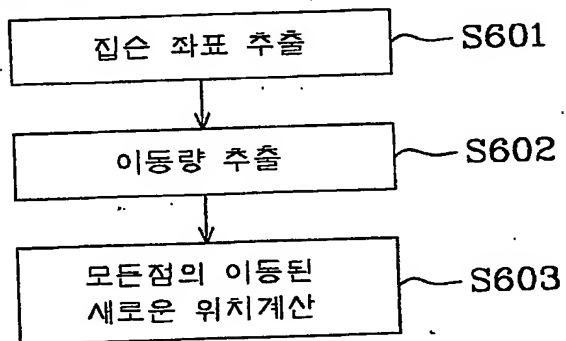 집슨 좌표 추출
S601
이동량 추출
S602
모든점의 이동된
새로운 위치계산
S603